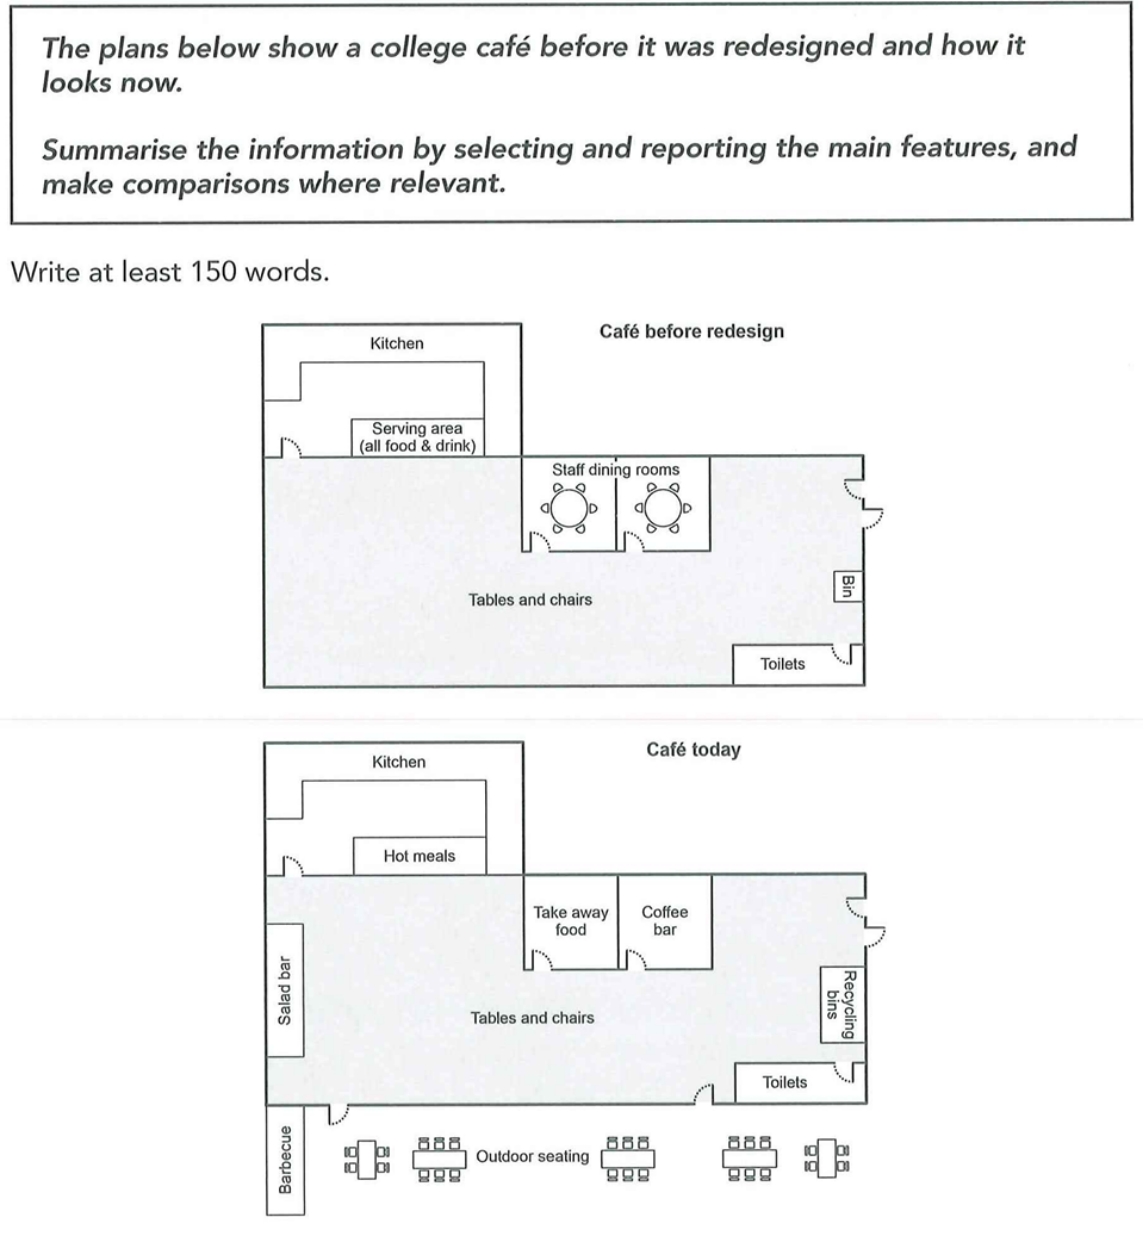 The plans below show a college café before it was redesigned and how it
looks now.
Summarise the information by selecting and reporting the main features, and
make comparisons where relevant.
Write at least 150 words.
Café before redesign
Kitchen
Serving area
(all food & drink)
Staff dining rooms
Tables and chairs
Bin
Toilets
Café today
Kitchen
Hot meals
Take away
food
Coffee
bar
Salad bar
Tables and chairs
Recycling
bins
Toilets
Barbecue
Outdoor seating